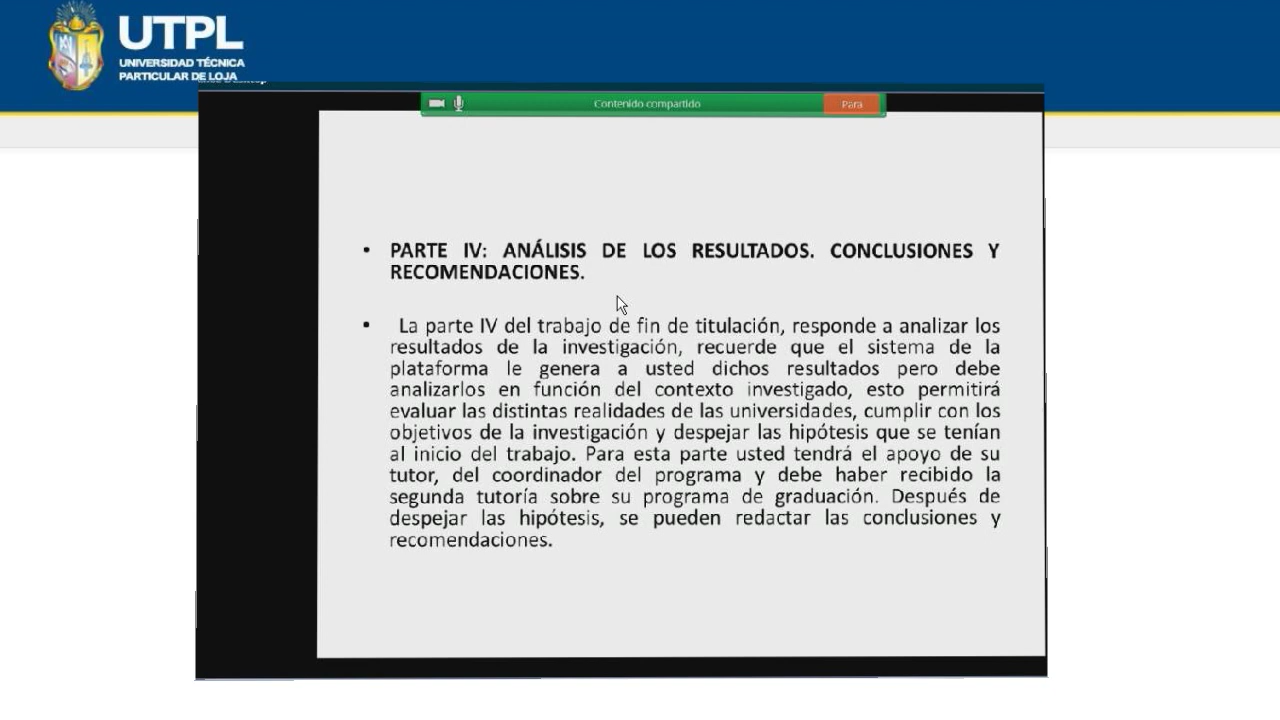 UTPL
UNIVERSIDAD TÉCNICA
PARTICULAR DE LOJA
Contenido compartido
Para
• PARTE IV: ANÁLISIS DE LOS RESULTADOS. CONCLUSIONES Y
RECOMENDACIONES.
• La parte IV del trabajo de fin de titulación, responde a analizar los
resultados de la investigación, recuerde que el sistema de la
plataforma le genera a usted dichos resultados pero debe
analizarlos en función del contexto investigado, esto permitirá
evaluar las distintas realidades de las universidades, cumplir con los
objetivos de la investigación y despejar las hipótesis que se tenían
al inicio del trabajo. Para esta parte usted tendrá el apoyo de su
tutor, del coordinador del programa y debe haber recibido la
segunda tutoría sobre su programa de graduación. Después de
despejar las hipótesis, se pueden redactar las conclusiones y
recomendaciones.